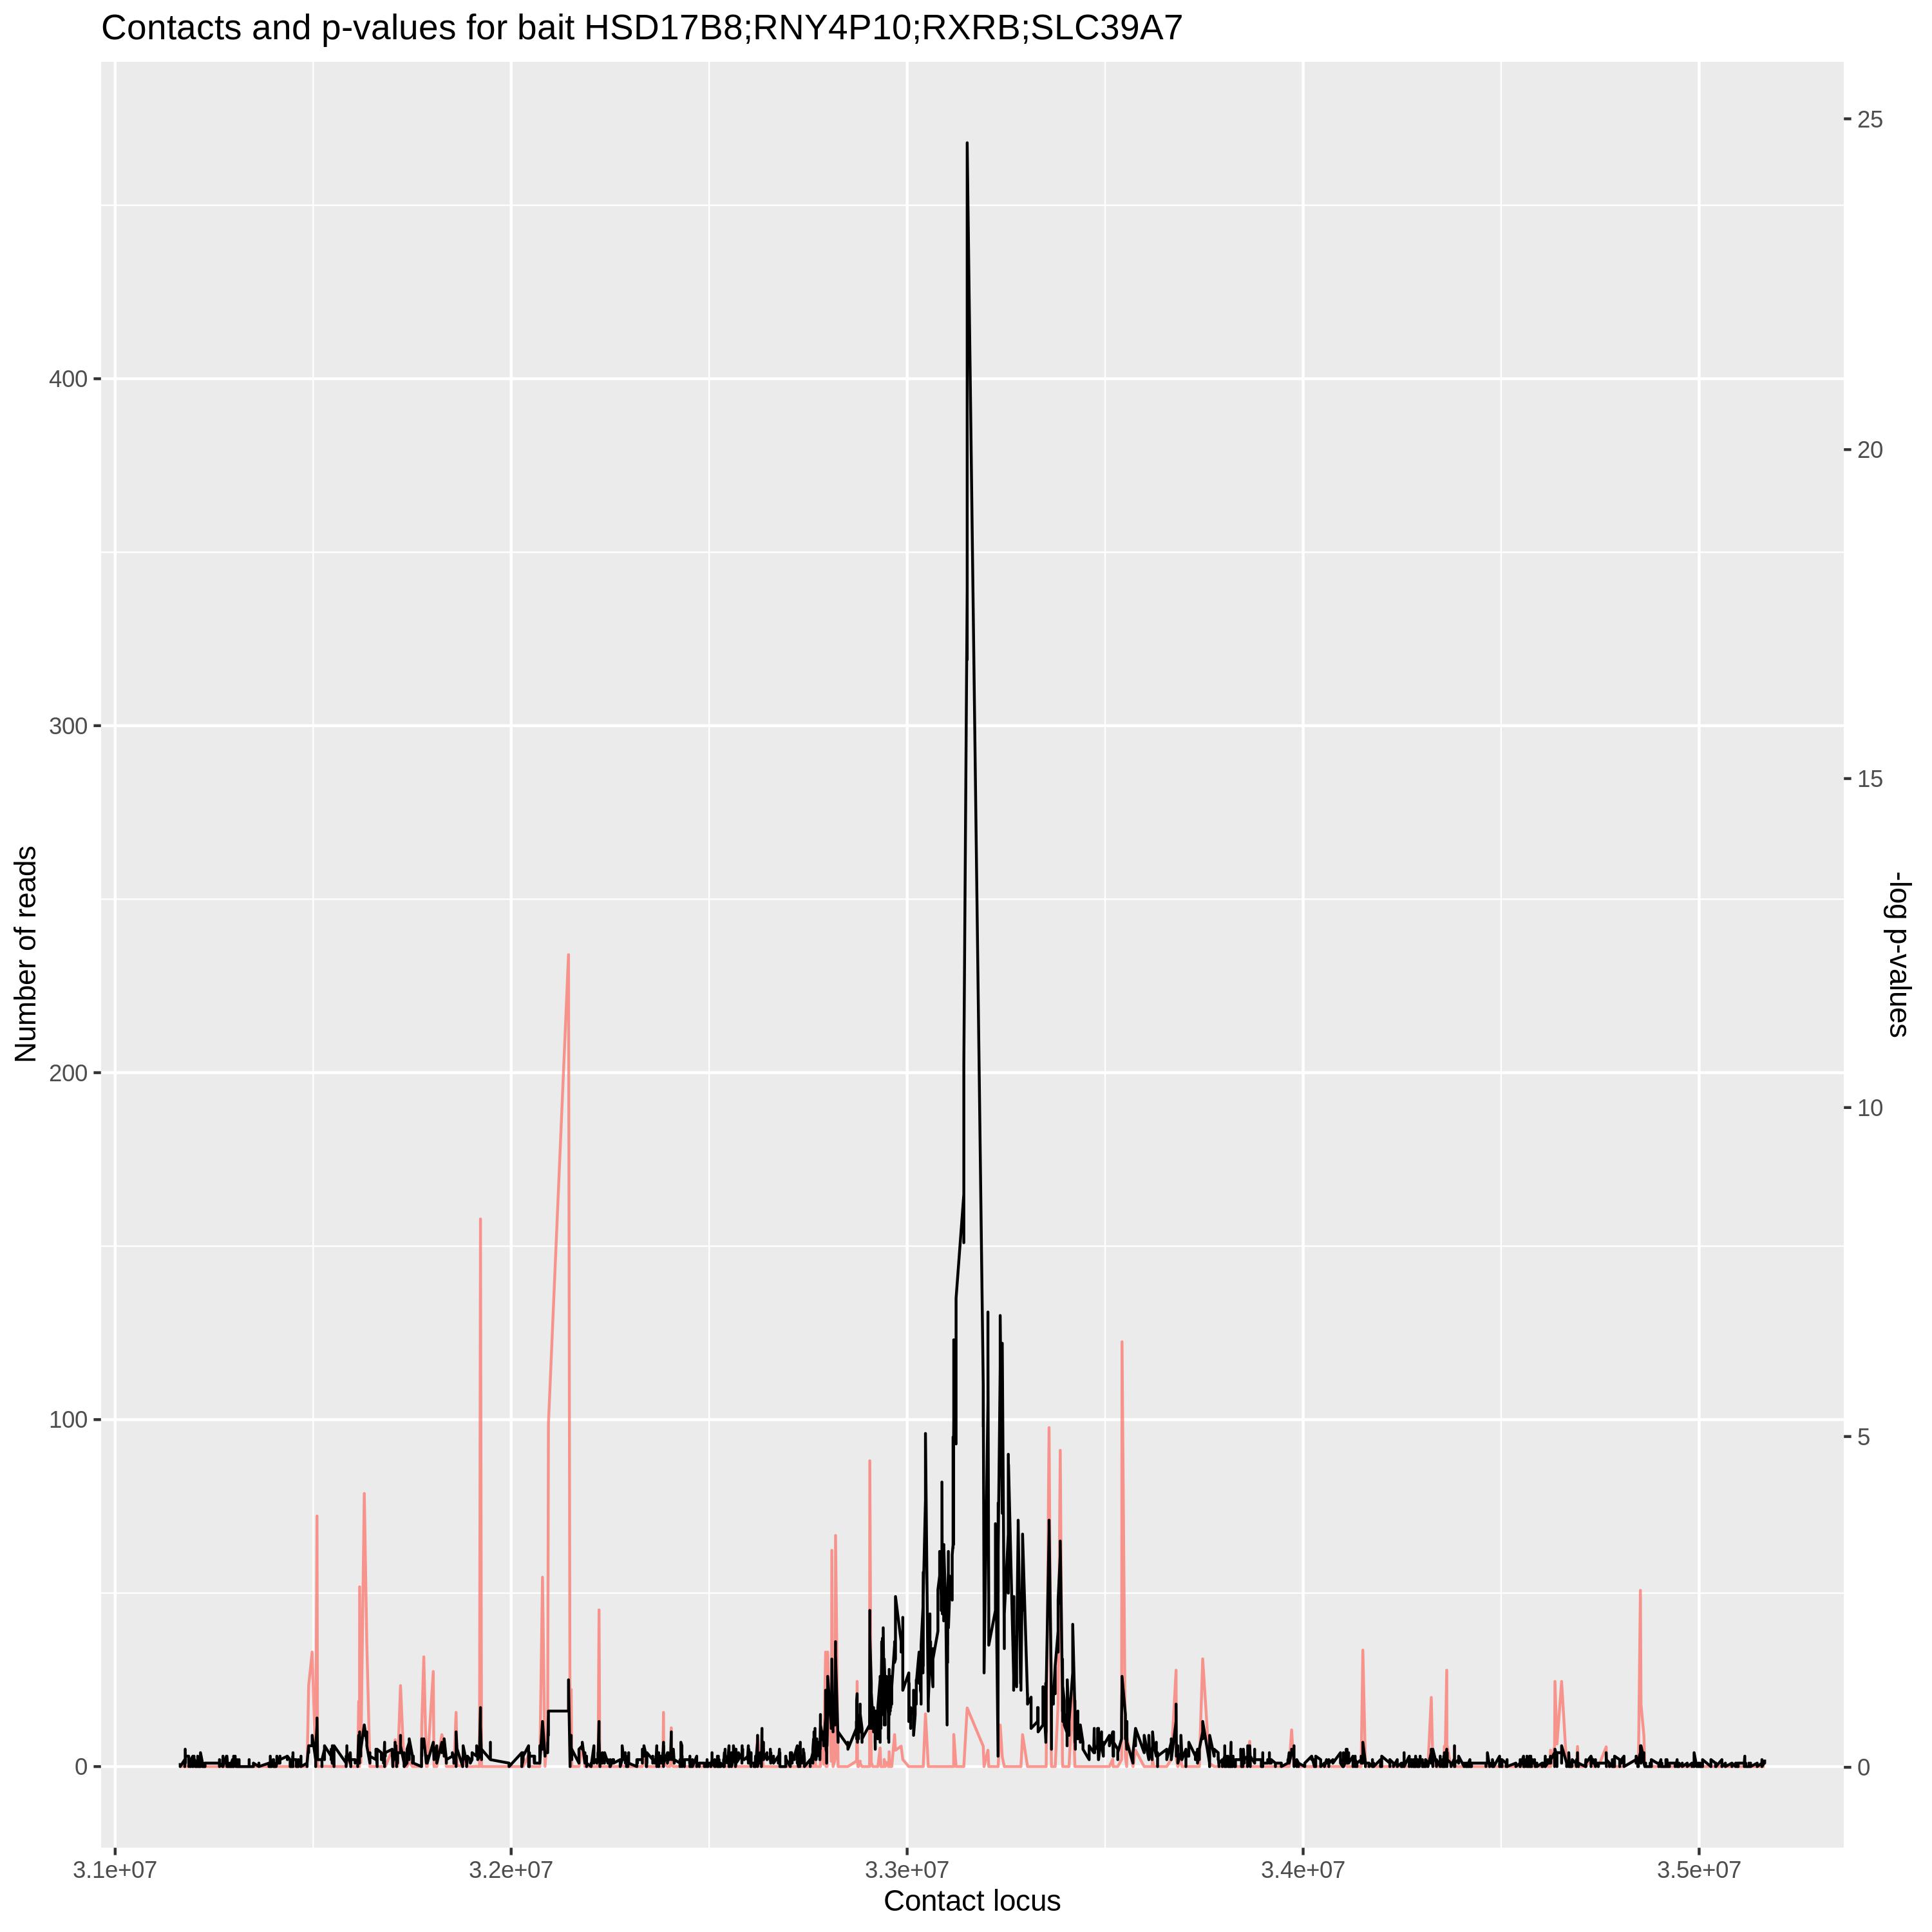 Contacts and p-values for bait HSD17B8;RNY4P10;RXRB;SLC39A7
25
400
20
300
15
Number of reads
-log p-values
200
10
100
5
0
0
3.1e+07
3.2e+07
3.3e+07
3.4e+07
3.5e+07
Contact locus